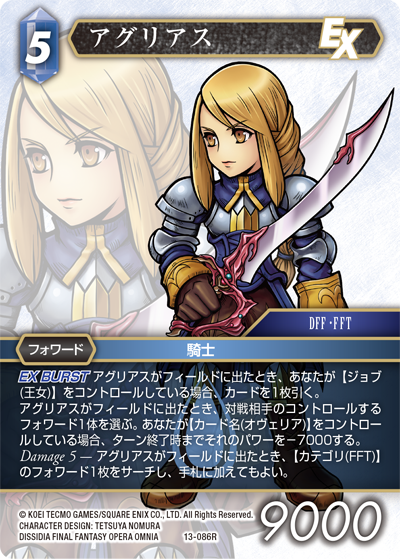 5
アグリアス
EX
DFF・FFT
フォワード
騎士
EX BURST アグリアスがフィールドに出たとき、あなたが【ジョブ
(王女)】をコントロールしている場合、カードを1枚引く。
アグリアスがフィールドに出たとき、対戦相手のコントロールする
フォワード1体を選ぶ。あなたが【カード名(オヴェリア)】をコントロー
ルしている場合、ターン終了時までそのパワーを-7000する。
Damage 5 — アグリアスがフィールドに出たとき、【カテゴリ(FFT)】
のフォワード1枚をサーチし、手札に加えてもよい。
© KOEI TECMO GAMES/SQUARE ENIX CO., LTD. All Rights Reserved.
CHARACTER DESIGN: TETSUYA NOMURA
DISSIDIA FINAL FANTASY OPERA OMNIA
13-086R
9000